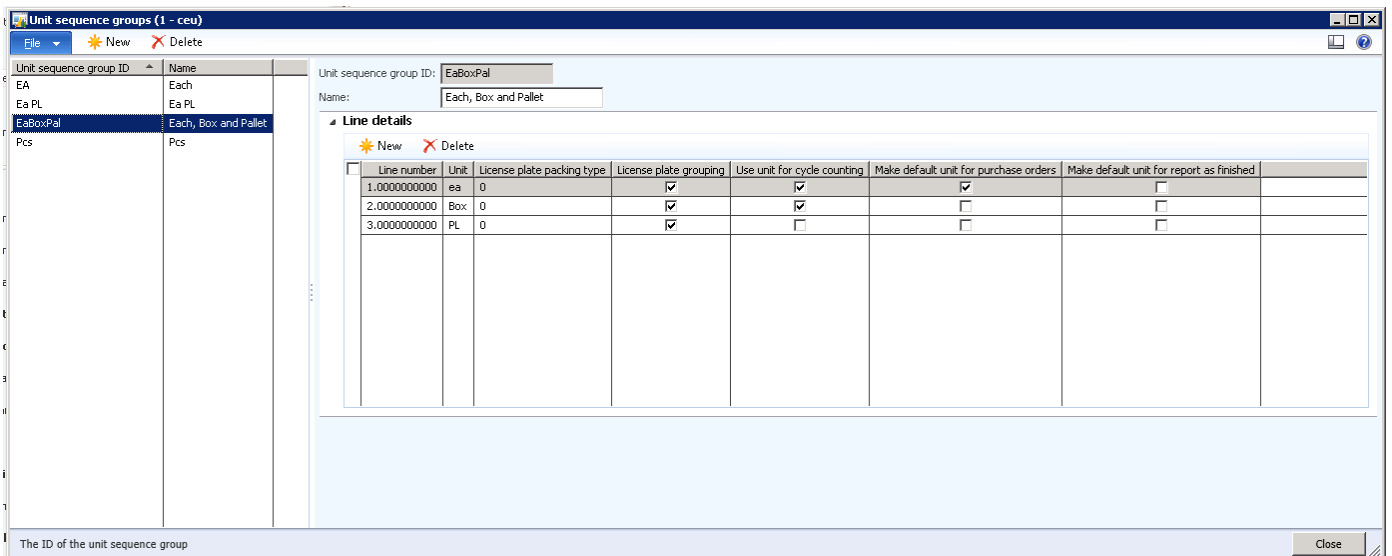 Unit sequence groups (1 - ceu)
File New Delete
Unit sequence group ID Name
EA Each
Ea PL Ea PL
EaBoxPal Each, Box and Pallet
Pcs Pcs
Unit sequence group ID: EaBoxPal
Name: Each, Box and Pallet
Line details
New Delete
Line number Unit License plate packing type License plate grouping Use unit for cycle counting Make default unit for purchase orders Make default unit for report as finished
1.0000000000 ea 0
2.0000000000 Box 0
3.0000000000 PL 0
The ID of the unit sequence group
Close